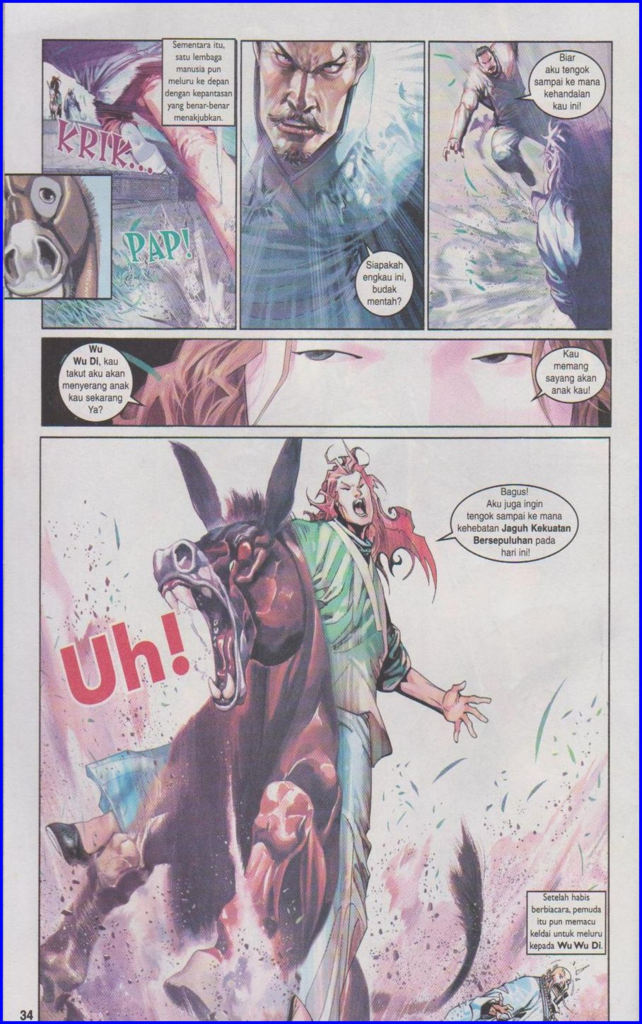 Sementara itu,
satu lembaga
manusia pun
meluru ke depan
dengan kepantasan
yang benar-benar
menakjubkan.
KRIK...
PAP!
Siapakah
engkau ini,
budak
mentah?
Biar
aku tengok
sampai ke mana
kehandalan
kau ini!
Wu
Wu Di, kau
takut aku akan
menyerang anak
kau sekarang
Ya?
Kau
memang
sayang akan
anak kau!
Bagus!
Aku juga ingin
tengok sampai ke mana
kehebatan Jaguh Kekuatan
Bersepuluhan pada
hari ini!
Uh!
Setelah habis
berbiacara, pemuda
itu pun memacu
keldai untuk meluru
kepada Wu Wu Di.
34